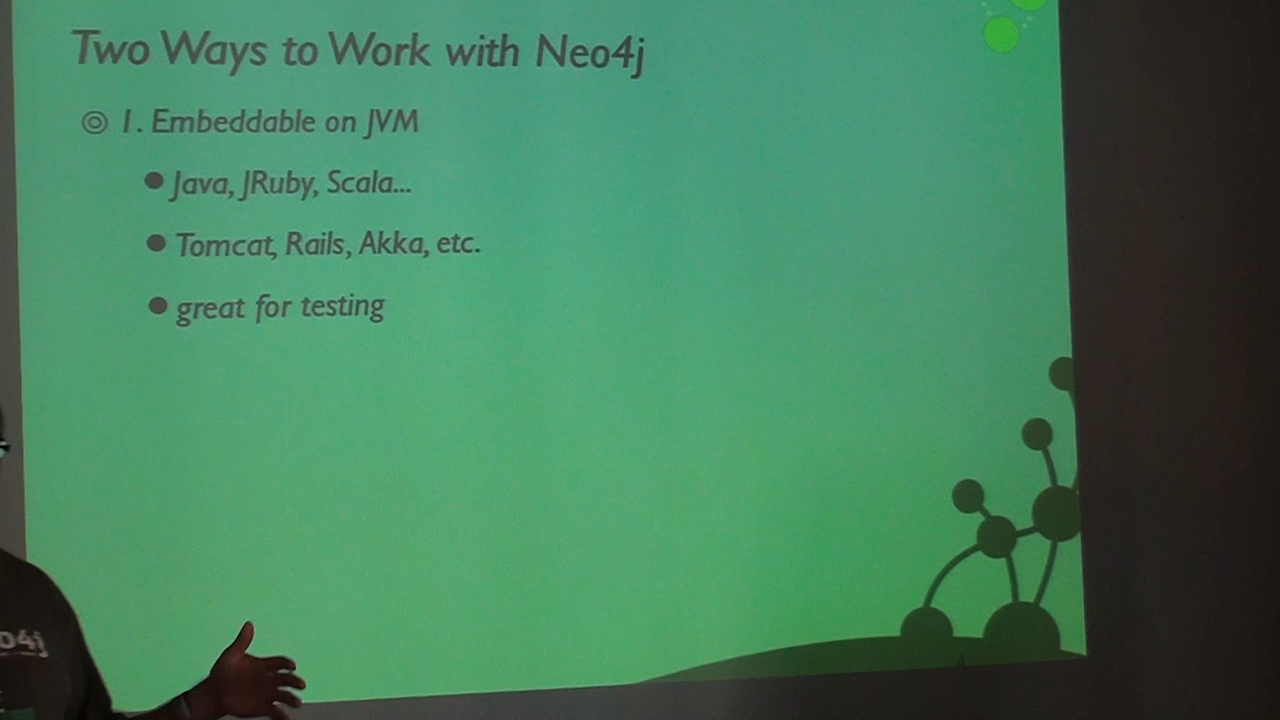 Two Ways to Work with Neo4j
1. Embeddable on JVM
Java, JRuby, Scala...
Tomcat, Rails, Akka, etc.
great for testing
o4j